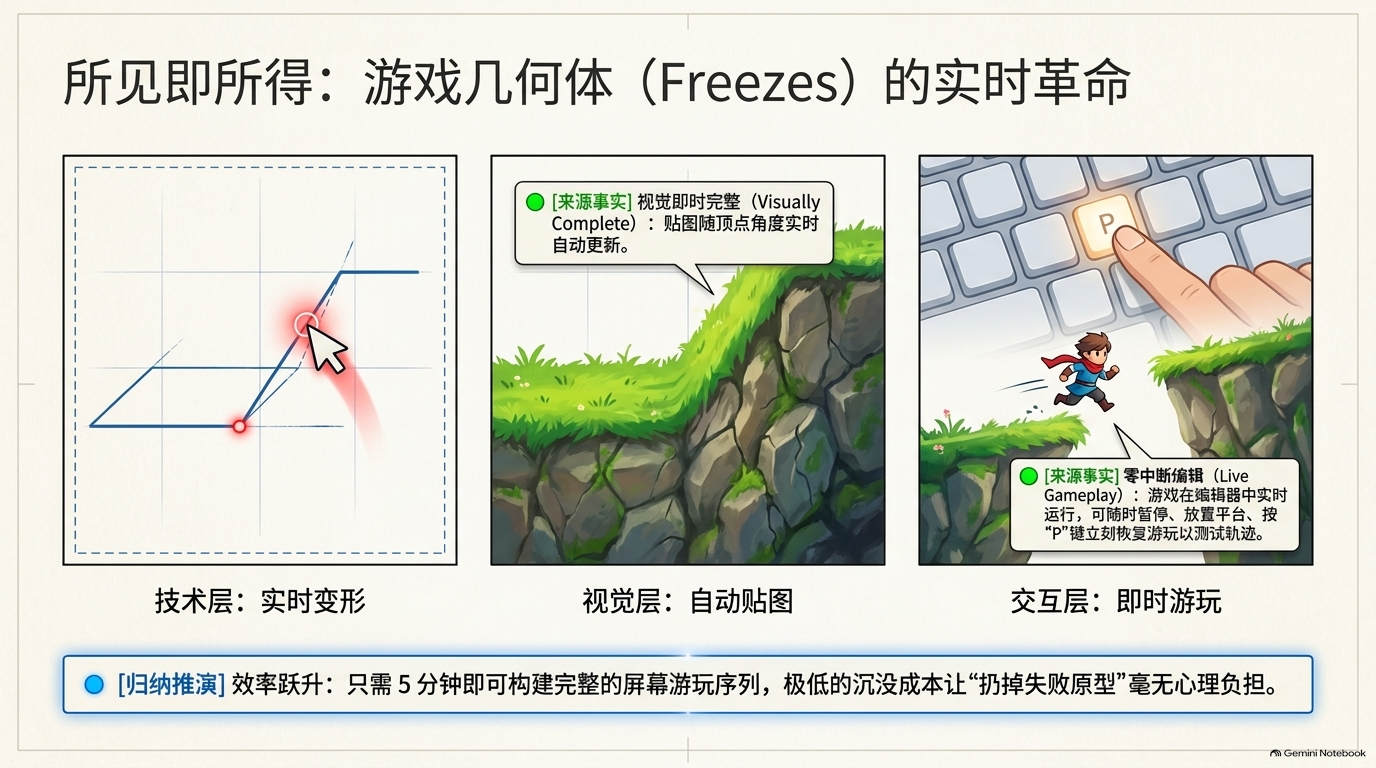 所见即所得：游戏几何体（Freezes）的实时革命
[来源事实] 视觉即时完整（Visually
Complete）：贴图随顶点角度实时
自动更新。
P
[来源事实] 零中断编辑（Live
Gameplay）：游戏在编辑器中实时
运行，可随时暂停、放置平台、按
“P”键立刻恢复游玩以测试轨迹。
技术层：实时变形
视觉层：自动贴图
交互层：即时游玩
[归纳推演] 效率跃升：只需 5 分钟即可构建完整的屏幕游玩序列，极低的沉没成本让“扔掉失败原型”毫无心理负担。
Gemini Notebook